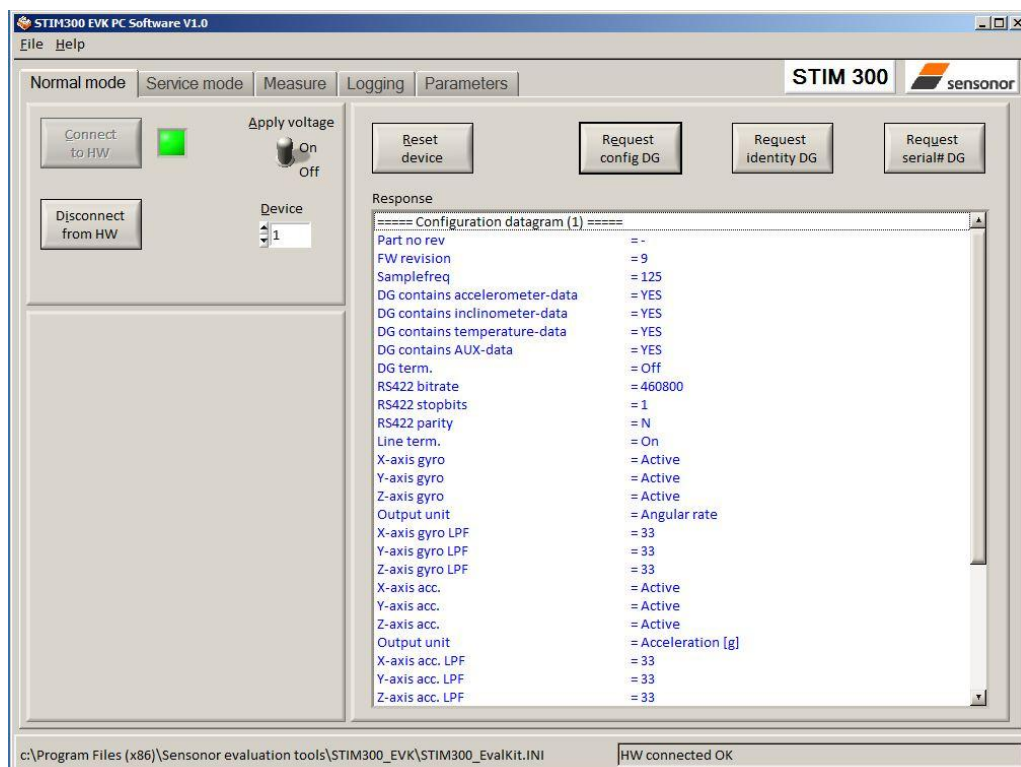 STIM300 EVK PC Software V1.0
File Help
Normal mode Service mode Measure Logging Parameters
STIM 300 sensonor
Connect to HW
Apply voltage
On
Off
Disconnect from HW
Device
1
Reset device
Request config DG
Request identity DG
Request serial# DG
Response
===== Configuration datagram (1) =====
Part no rev = -
FW revision = 9
Samplefreq = 125
DG contains accelerometer-data = YES
DG contains inclinometer-data = YES
DG contains temperature-data = YES
DG contains AUX-data = YES
DG term. = Off
RS422 bitrate = 460800
RS422 stopbits = 1
RS422 parity = N
Line term. = On
X-axis gyro = Active
Y-axis gyro = Active
Z-axis gyro = Active
Output unit = Angular rate
X-axis gyro LPF = 33
Y-axis gyro LPF = 33
Z-axis gyro LPF = 33
X-axis acc. = Active
Y-axis acc. = Active
Z-axis acc. = Active
Output unit = Acceleration [g]
X-axis acc. LPF = 33
Y-axis acc. LPF = 33
Z-axis acc. LPF = 33
c:\Program Files (x86)\Sensonor evaluation tools\STIM300_EVK\STIM300_EvalKit.INI
HW connected OK